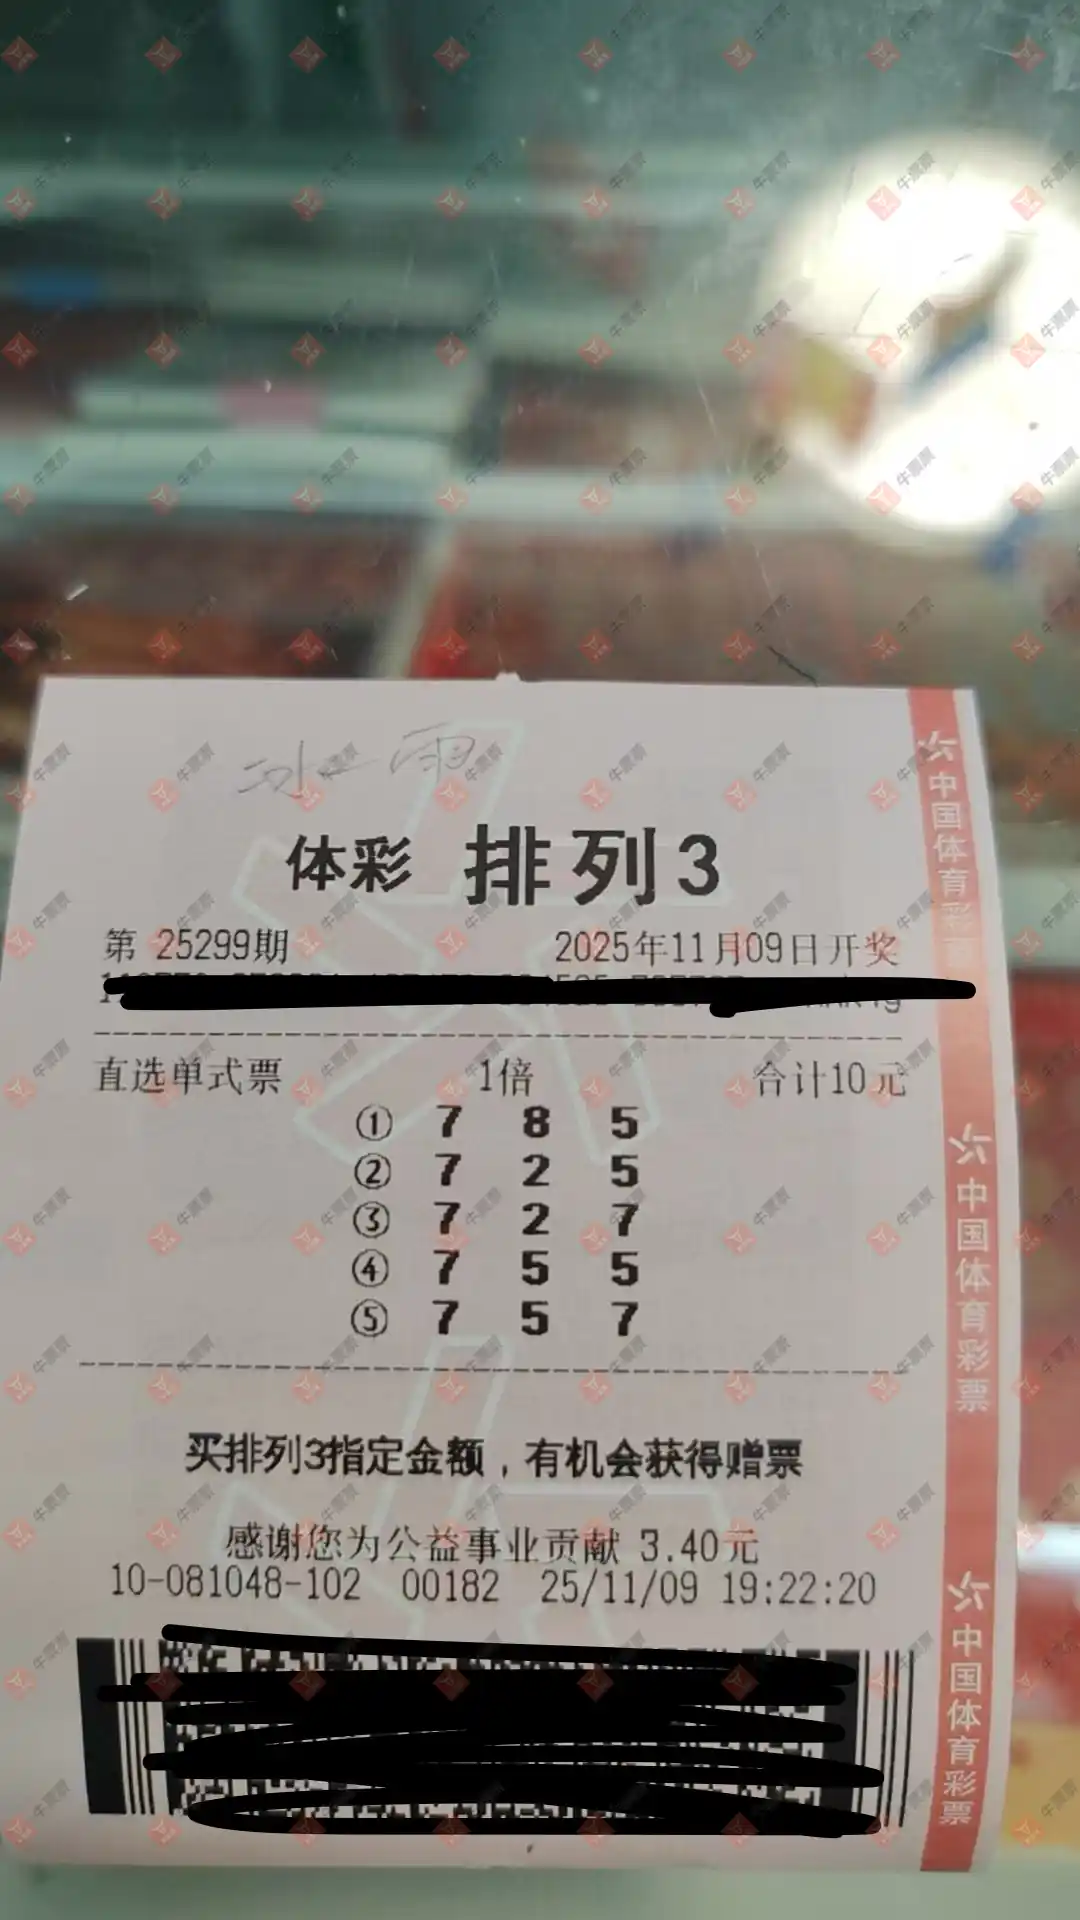 冰雨
体彩 排列3
第 25299期 2025年11月09日开奖
直选单式票 1倍 合计10元
① 7 8 5
② 7 2 5
③ 7 2 7
④ 7 5 5
⑤ 7 5 7
买排列3指定金额，有机会获得赠票
感谢您为公益事业贡献 3.40元
10-081048-102 00182 25/11/09 19:22:20
中国体育彩票
中国体育彩票
中国体育彩票
牛票票